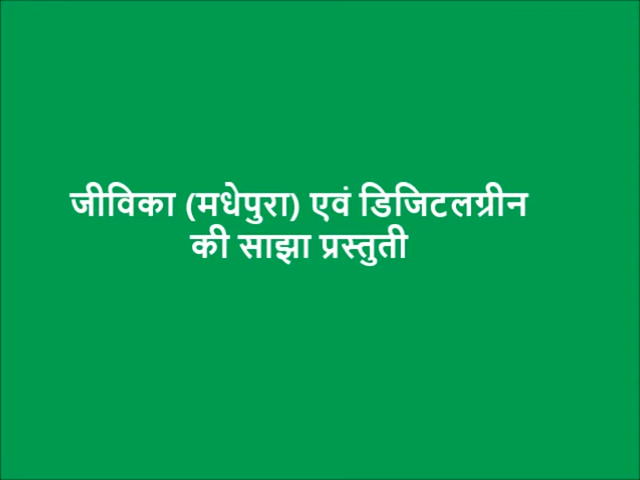 जीविका (मधेपुरा) एवं डिजिटलग्रीन
की साझा प्रस्तुती